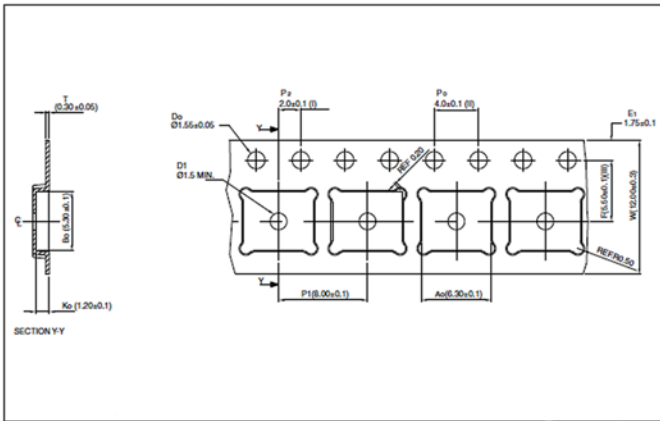 T
(0.30±0.05)
P2
2.0±0.1 (I)
Po
4.0±0.1 (II)
E1
1.75±0.1
Do
Ø1.55±0.05
Y
D1
Ø1.5 MIN.
REF 0.20
F(5.50±0.1)(III)
W(12.00±0.3)
CL
Bo (5.30±0.1)
REF.R0.50
Y
Ko (1.20±0.1)
P1(8.00±0.1)
Ao(6.30±0.1)
SECTION Y-Y